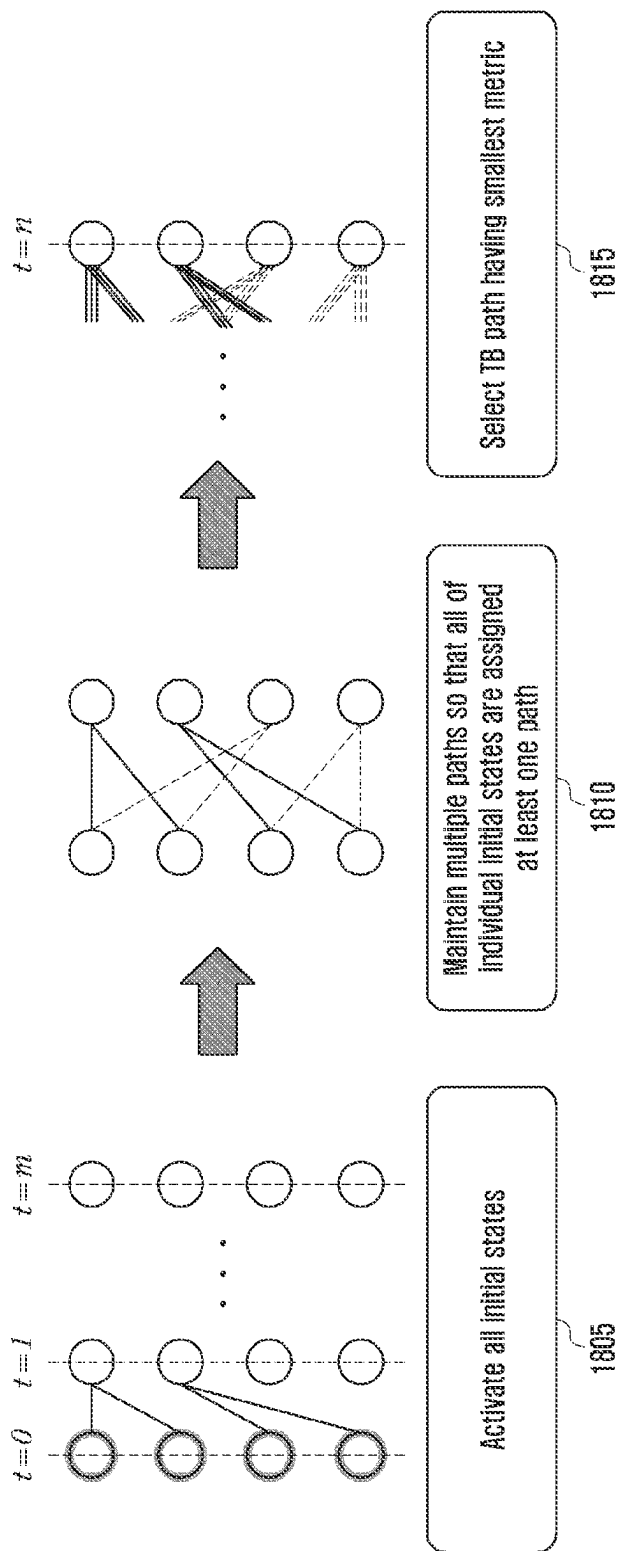 t=0
t=1
t=m
t=n
Activate all initial states
1805
Maintain multiple paths so that all of
individual initial states are assigned
at least one path
1810
Select TB path having smallest metric
1815